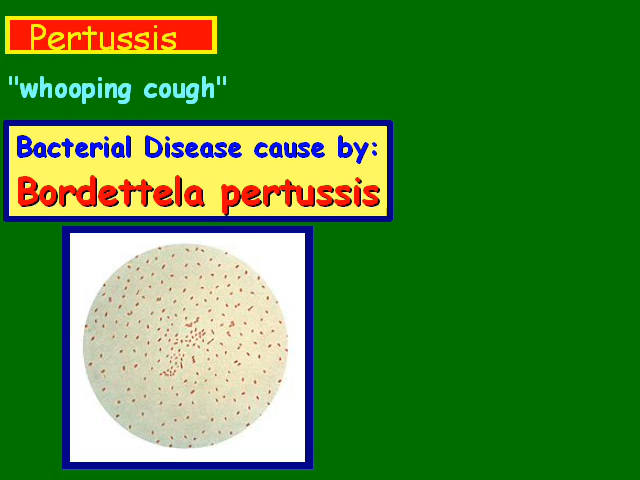 Pertussis
"whooping cough"
Bacterial Disease cause by:
Bordettela pertussis